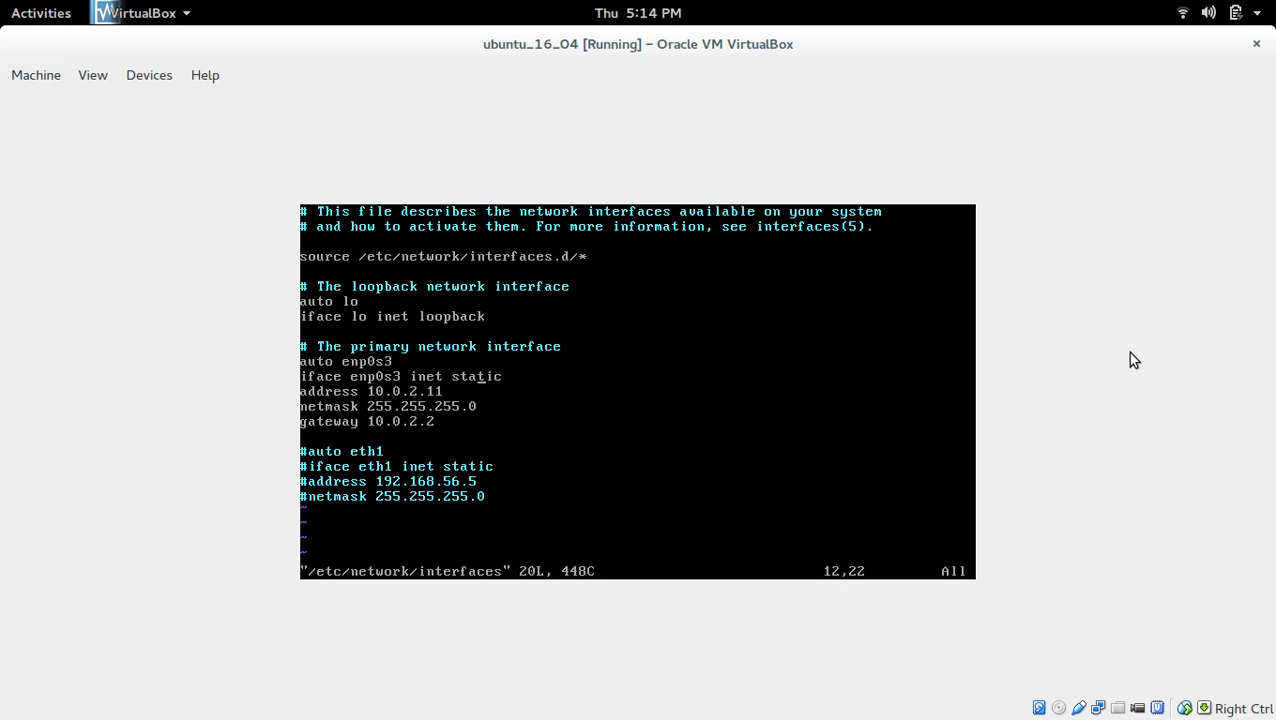 Activities VirtualBox Thu 5:14 PM
ubuntu_16_04 [Running] – Oracle VM VirtualBox ×
Machine View Devices Help
# This file describes the network interfaces available on your system
# and how to activate them. For more information, see interfaces(5).
source /etc/network/interfaces.d/*
# The loopback network interface
auto lo
iface lo inet loopback
# The primary network interface
auto enp0s3
iface enp0s3 inet static
address 10.0.2.11
netmask 255.255.255.0
gateway 10.0.2.2
#auto eth1
#iface eth1 inet static
#address 192.168.56.5
#netmask 255.255.255.0
~
~
~
~
"/etc/network/interfaces" 20L, 448C 12,22 All
Right Ctrl